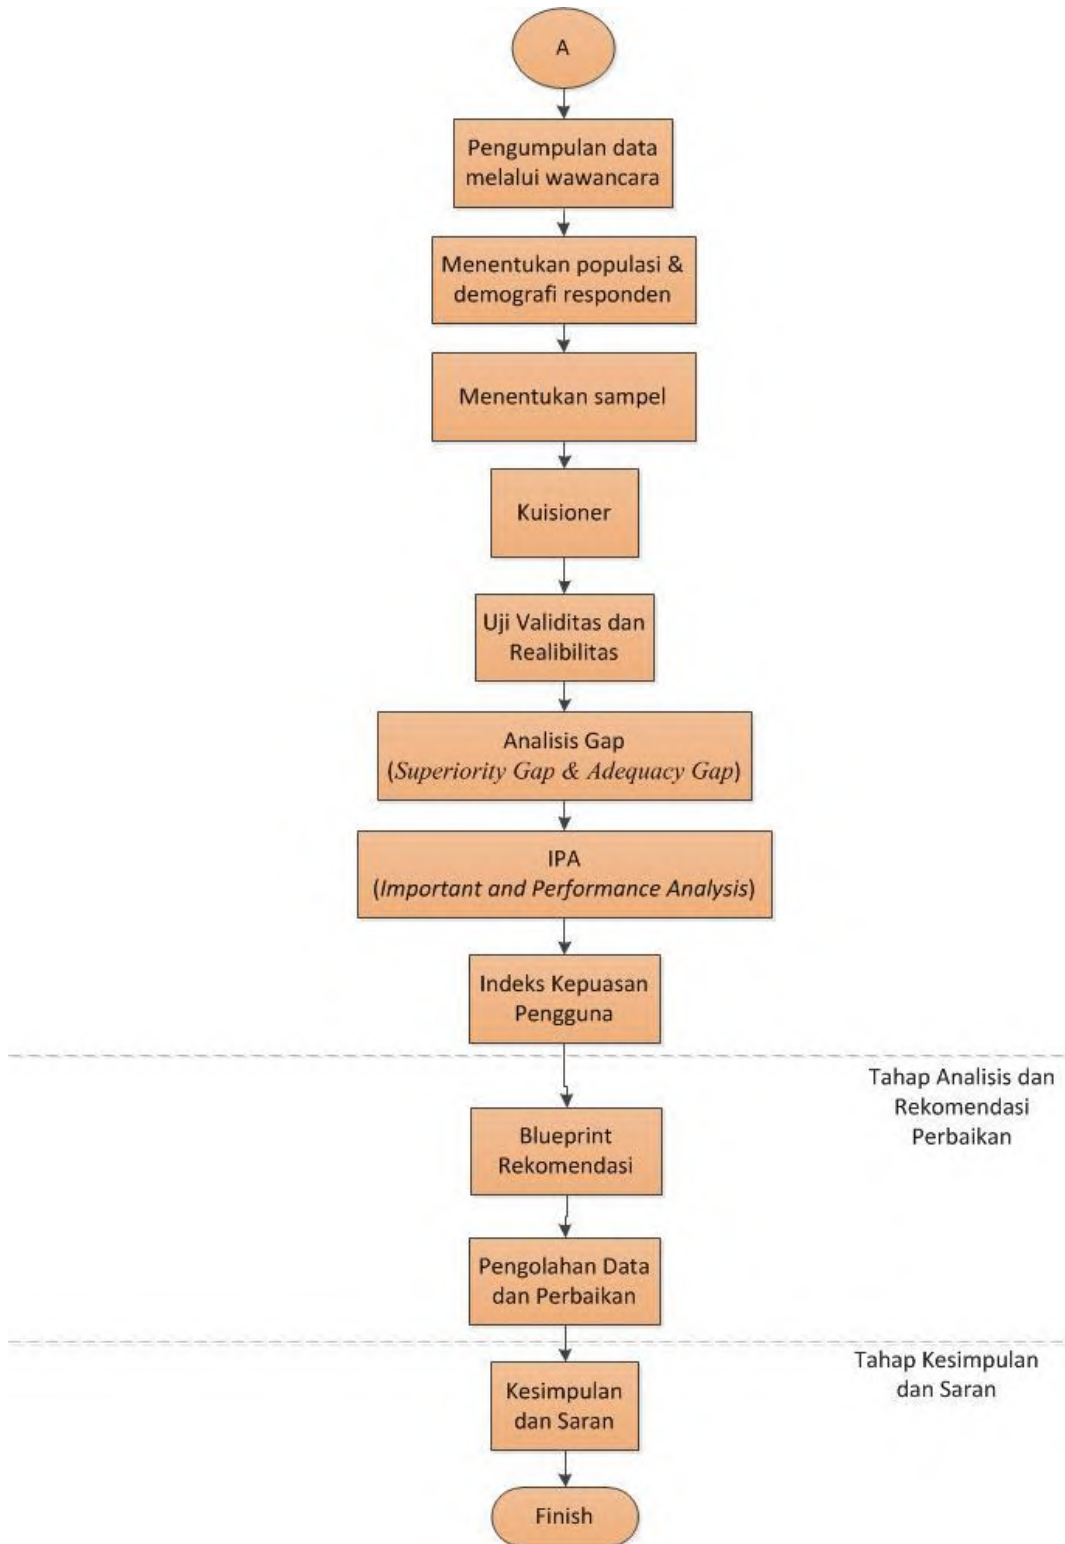 A
Pengumpulan data
melalui wawancara
Menentukan populasi &
demografi responden
Menentukan sampel
Kuisioner
Uji Validitas dan
Realibilitas
Analisis Gap
(Superiority Gap & Adequacy Gap)
IPA
(Important and Performance Analysis)
Indeks Kepuasan
Pengguna
Tahap Analisis dan
Rekomendasi
Perbaikan
Blueprint
Rekomendasi
Pengolahan Data
dan Perbaikan
Tahap Kesimpulan
dan Saran
Kesimpulan
dan Saran
Finish